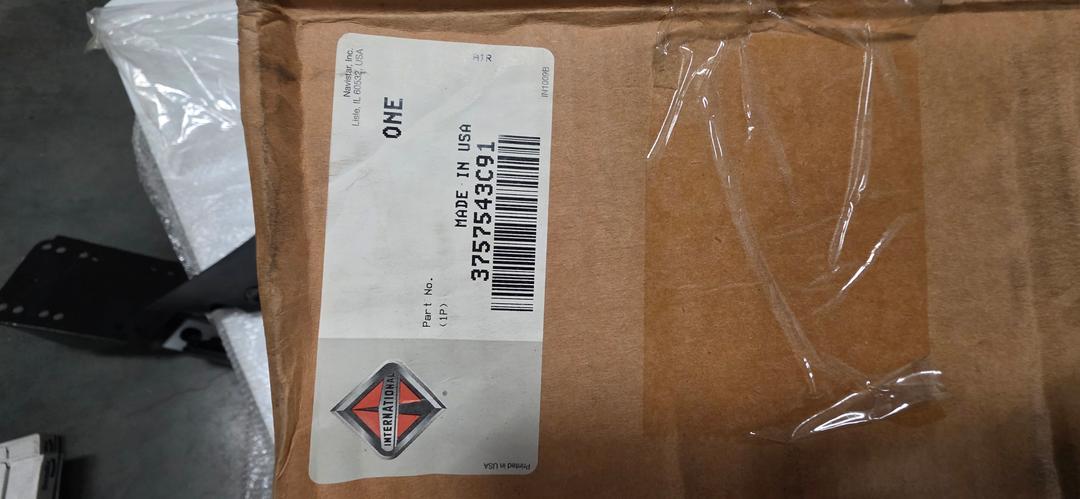 Navistar, Inc.
Lisle, IL 60532, USA
ONE
MADE IN USA
3757543C91
Part No.
(1P)
IN1009B
INTERNATIONAL
®
Printed in USA